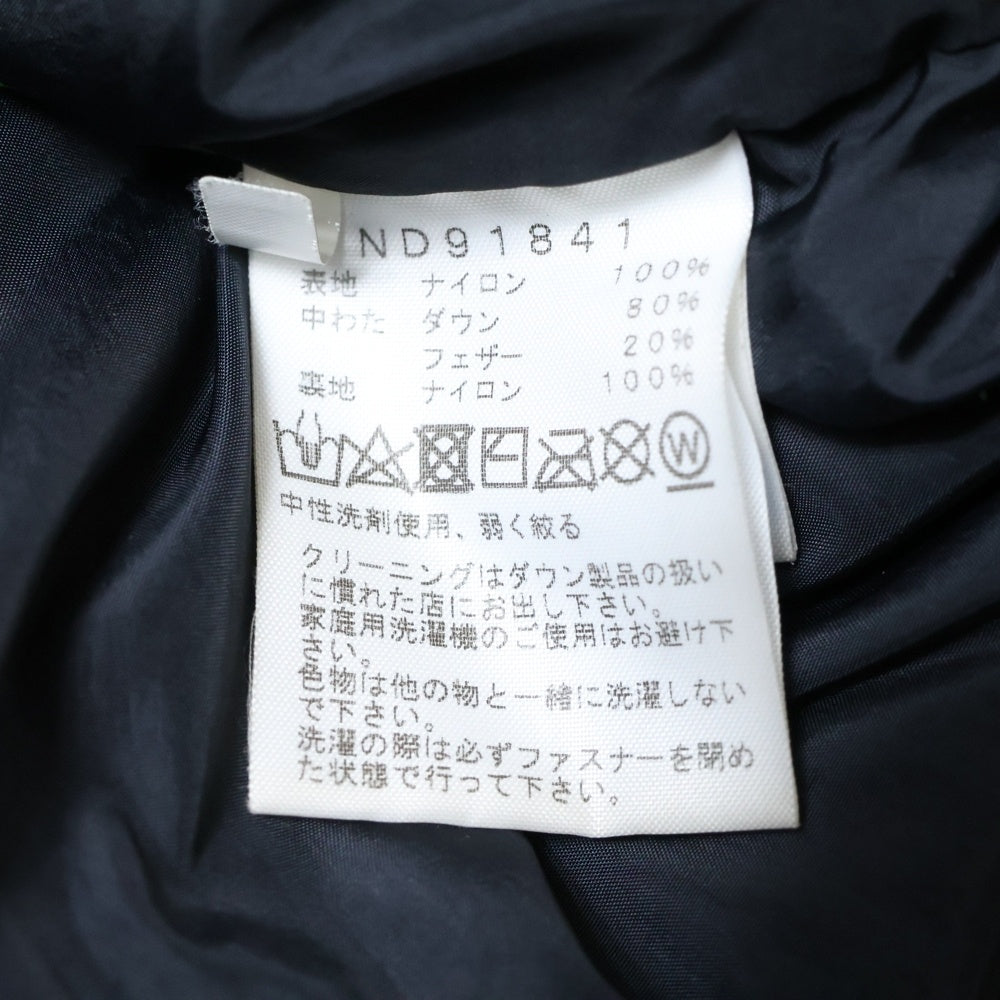 ND91841
表地 ナイロン 100%
中わた ダウン 80%
フェザー 20%
裏地 ナイロン 100%
W
中性洗剤使用、弱く絞る
クリーニングはダウン製品の扱い
に慣れた店にお出し下さい。
家庭用洗濯機のご使用はお避け下
さい。
色物は他の物と一緒に洗濯しない
で下さい。
洗濯の際は必ずファスナーを閉め
た状態で行って下さい。